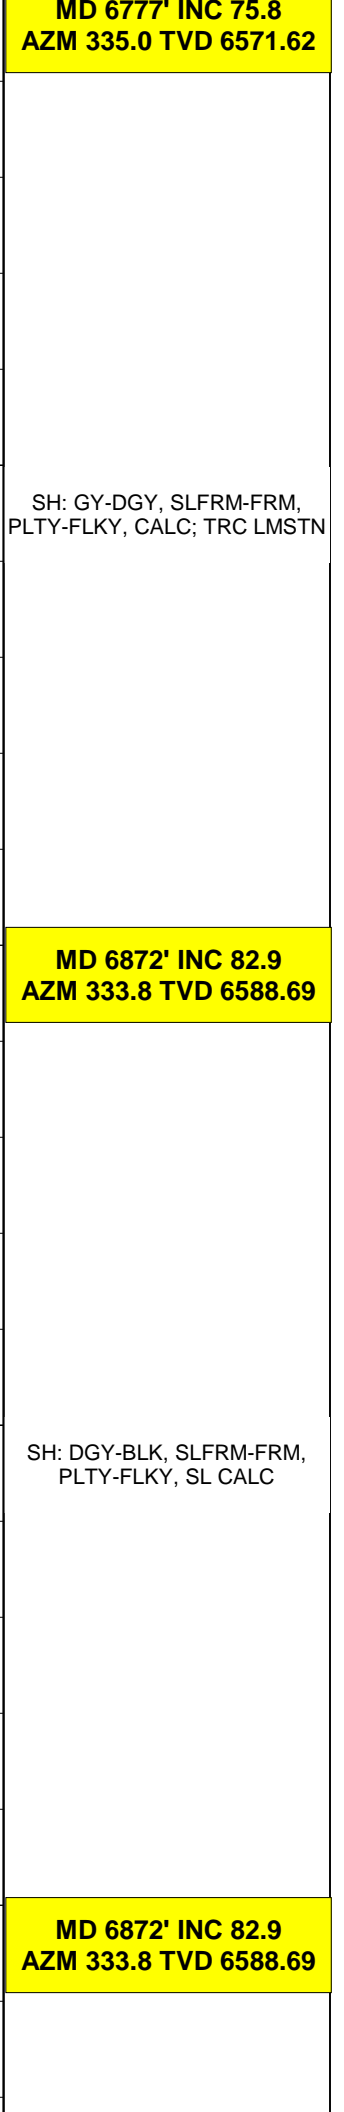 MD 6777' INC 75.8
AZM 335.0 TVD 6571.62
SH: GY-DGY, SLFRM-FRM,
PLTY-FLKY, CALC; TRC LMSTN
MD 6872' INC 82.9
AZM 333.8 TVD 6588.69
SH: DGY-BLK, SLFRM-FRM,
PLTY-FLKY, SL CALC
MD 6872' INC 82.9
AZM 333.8 TVD 6588.69